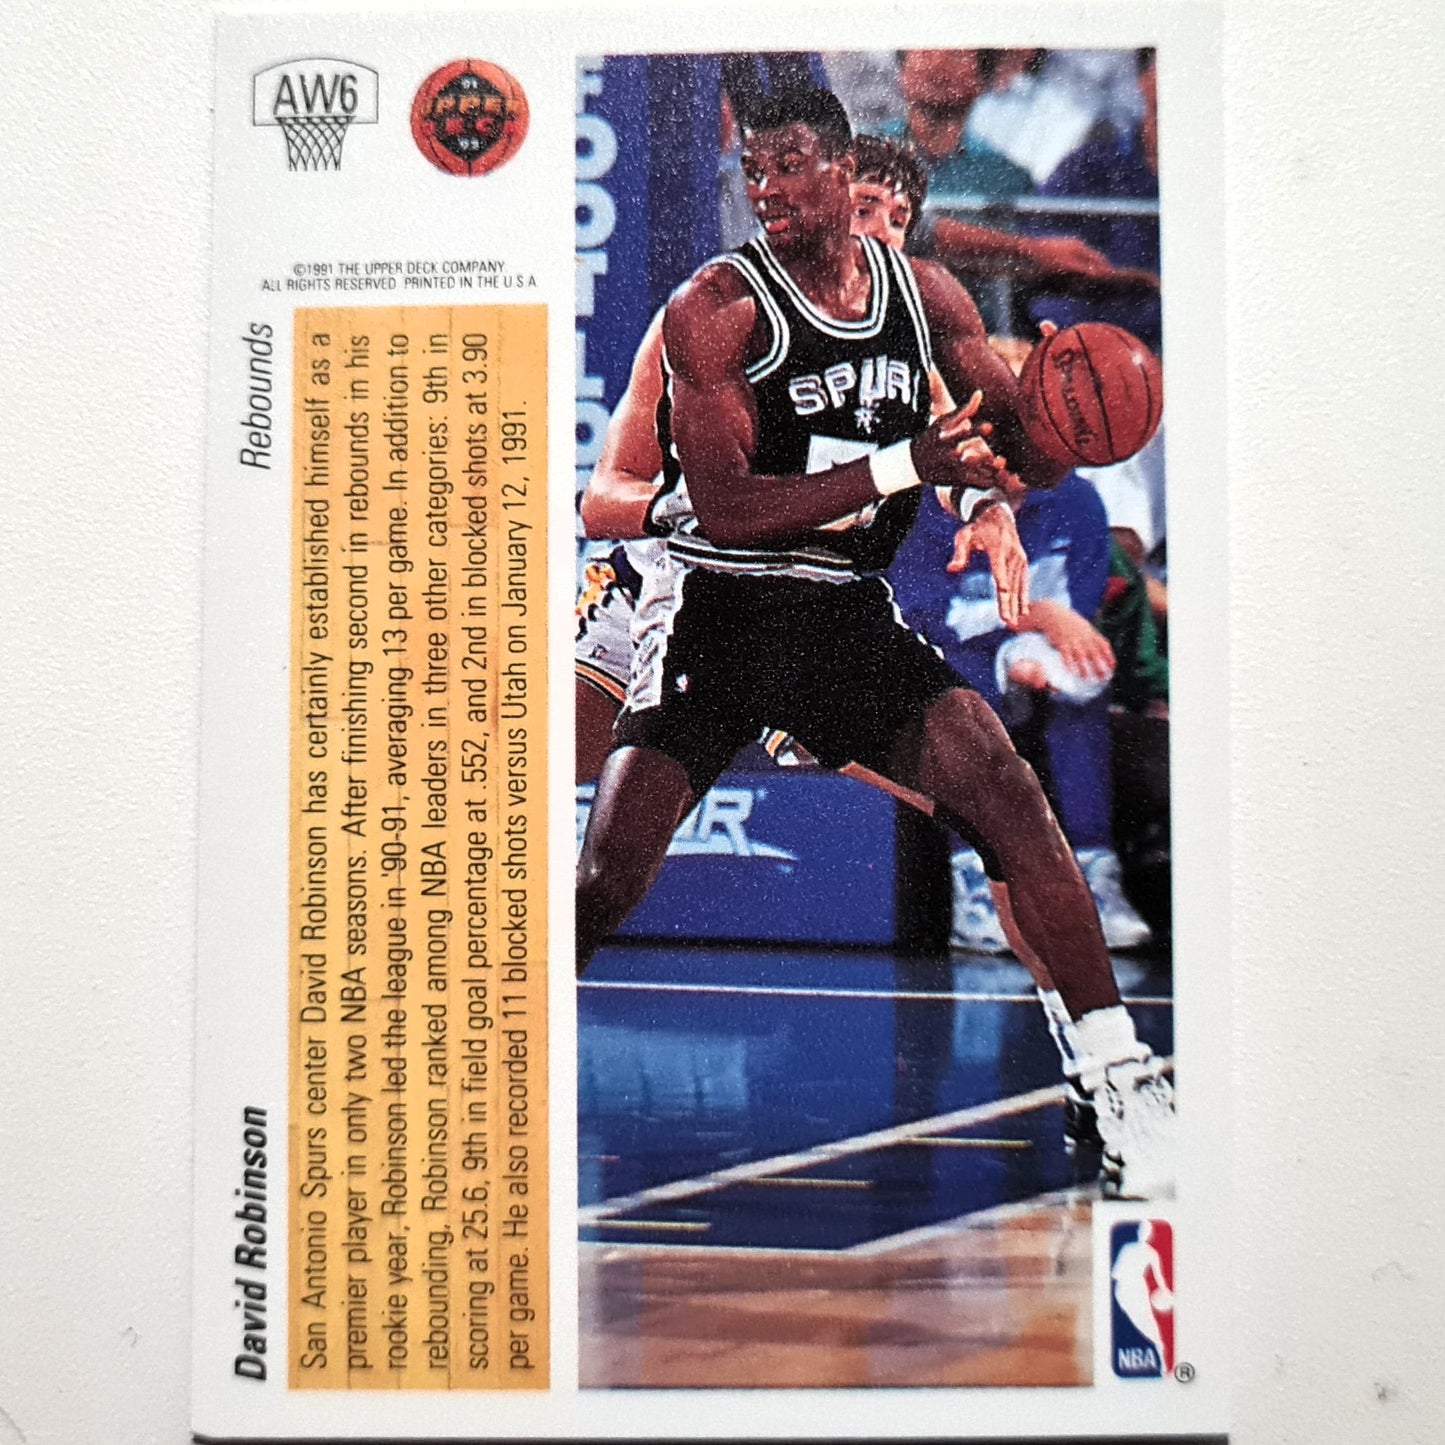 AW6
91
UPPER
DECK
92
©1991 THE UPPER DECK COMPANY
ALL RIGHTS RESERVED PRINTED IN THE U S A
David Robinson
Rebounds
San Antonio Spurs center David Robinson has certainly established himself as a
premier player in only two NBA seasons. After finishing second in rebounds in his
rookie year, Robinson led the league in '90-91, averaging 13 per game. In addition to
rebounding, Robinson ranked among NBA leaders in three other categories: 9th in
scoring at 25.6, 9th in field goal percentage at .552, and 2nd in blocked shots at 3.90
per game. He also recorded 11 blocked shots versus Utah on January 12, 1991.
SPUR
NBA
®